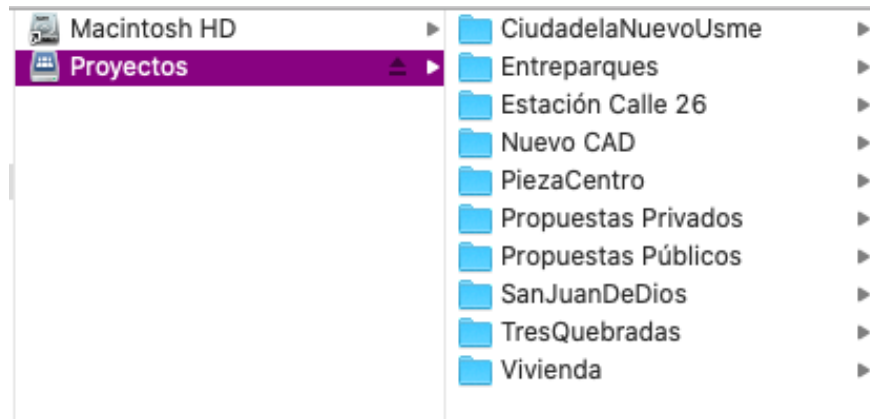 Macintosh HD
Proyectos
CiudadelaNuevoUsme
Entreparques
Estación Calle 26
Nuevo CAD
PiezaCentro
Propuestas Privados
Propuestas Públicos
SanJuanDeDios
TresQuebradas
Vivienda